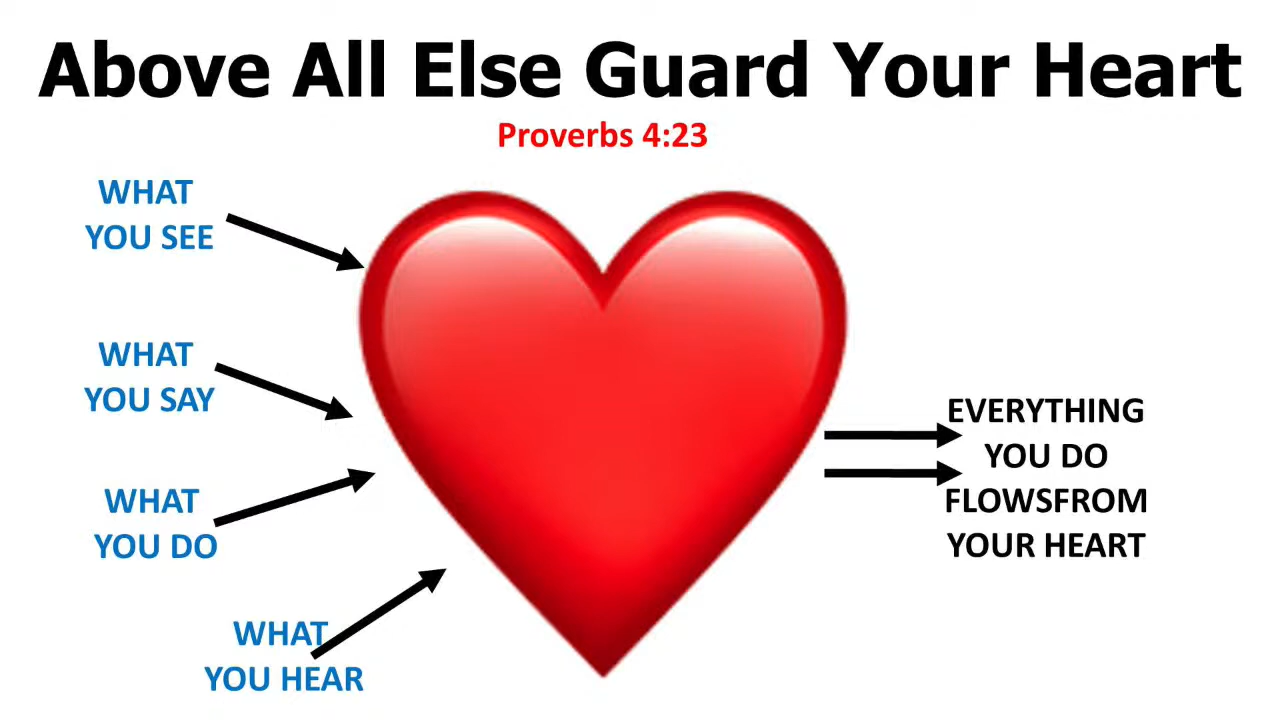 Above All Else Guard Your Heart
Proverbs 4:23
WHAT
YOU SEE
WHAT
YOU SAY
WHAT
YOU DO
WHAT
YOU HEAR
EVERYTHING
YOU DO
FLOWSFROM
YOUR HEART